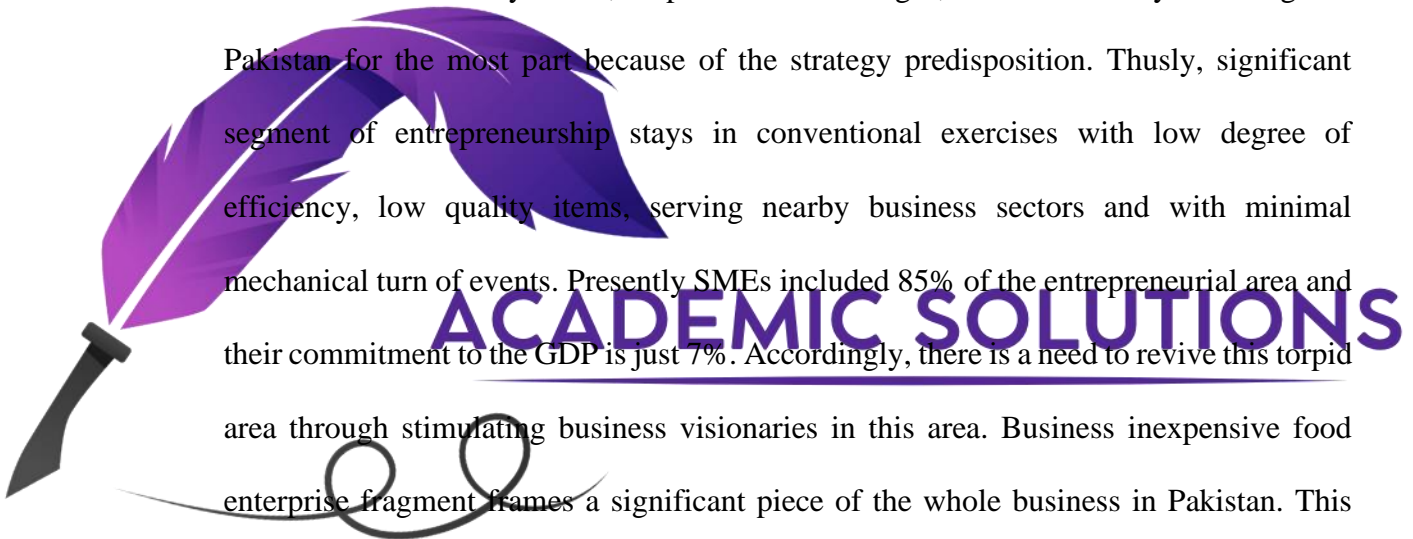 Pakistan for the most part because of the strategy predisposition. Thusly, significant
segment of entrepreneurship stays in conventional exercises with low degree of
efficiency, low quality items, serving nearby business sectors and with minimal
mechanical turn of events. Presently SMEs included 85% of the entrepreneurial area and
ACADEMIC SOLUTIONS
their commitment to the GDP is just 7%. Accordingly, there is a need to revive this torpid
area through stimulating business visionaries in this area. Business inexpensive food
enterprise fragment frames a significant piece of the whole business in Pakistan. This